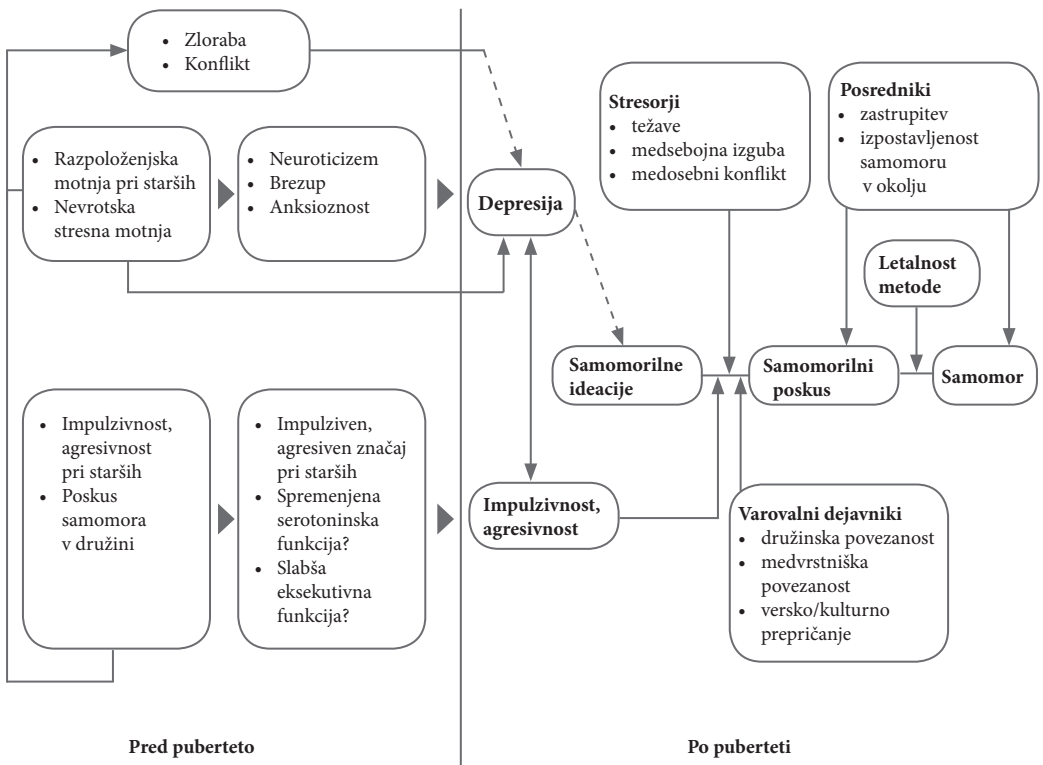 • Zloraba
• Konflikt
• Razpoloženjska
motnja pri starših
• Nevrotska
stresna motnja
• Neuroticizem
• Brezup
• Anksioznost
Depresija
Stresorji
• težave
• medsebojna izguba
• medosebni konflikt
Posredniki
• zastrupitev
• izpostavljenost
samomoru
v okolju
Letalnost
metode
Samomorilne
ideacije
Samomorilni
poskus
Samomor
• Impulzivnost,
agresivnost
pri starših
• Poskus
samomora
v družini
• Impulziven,
agresiven značaj
pri starših
• Spremenjena
serotoninska
funkcija?
• Slabša
eksekutivna
funkcija?
Impulzivnost,
agresivnost
Varovalni dejavniki
• družinska povezanost
• medvrstniška
povezanost
• versko/kulturno
prepričanje
Pred puberteto
Po puberteti